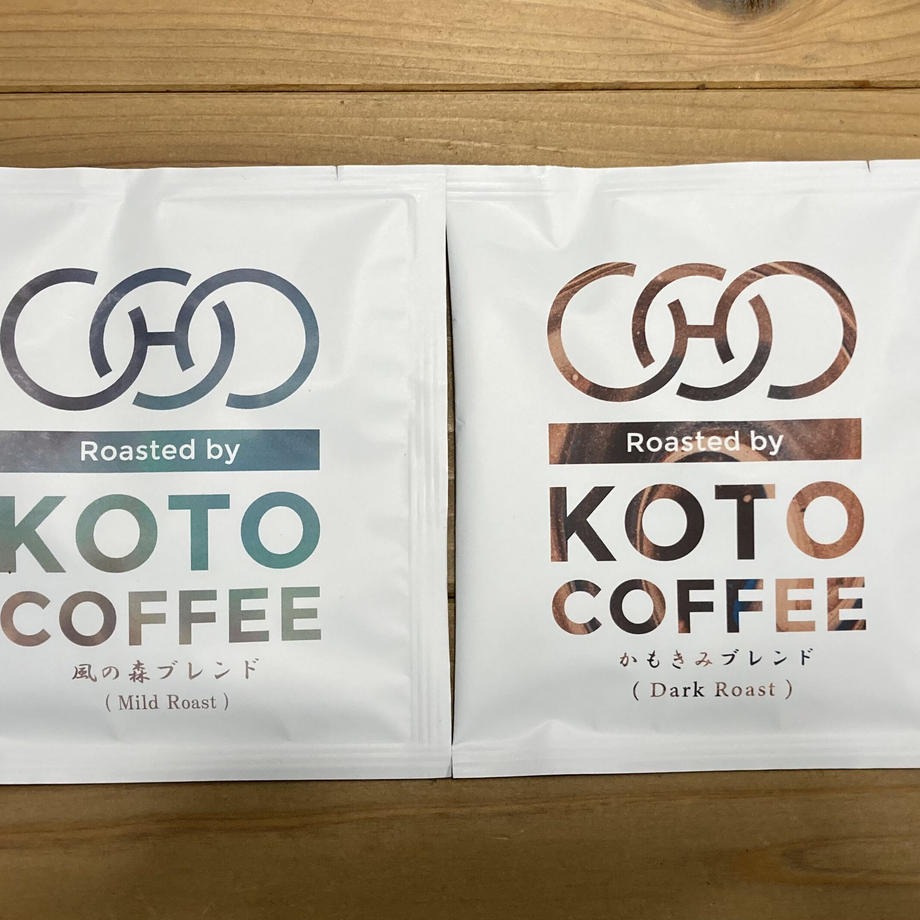 Roasted by
KOTO
COFFEE
風の森ブレンド
( Mild Roast )
Roasted by
KOTO
COFFEE
かもきみブレンド
( Dark Roast )